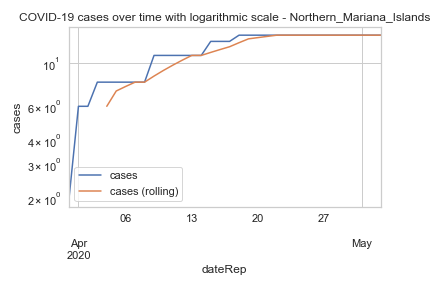 COVID-19 cases over time with logarithmic scale - Northern_Mariana_Islands
cases
10¹
6 × 10⁰
4 × 10⁰
3 × 10⁰
2 × 10⁰
cases
cases (rolling)
06 13 20 27
Apr May
2020
dateRep